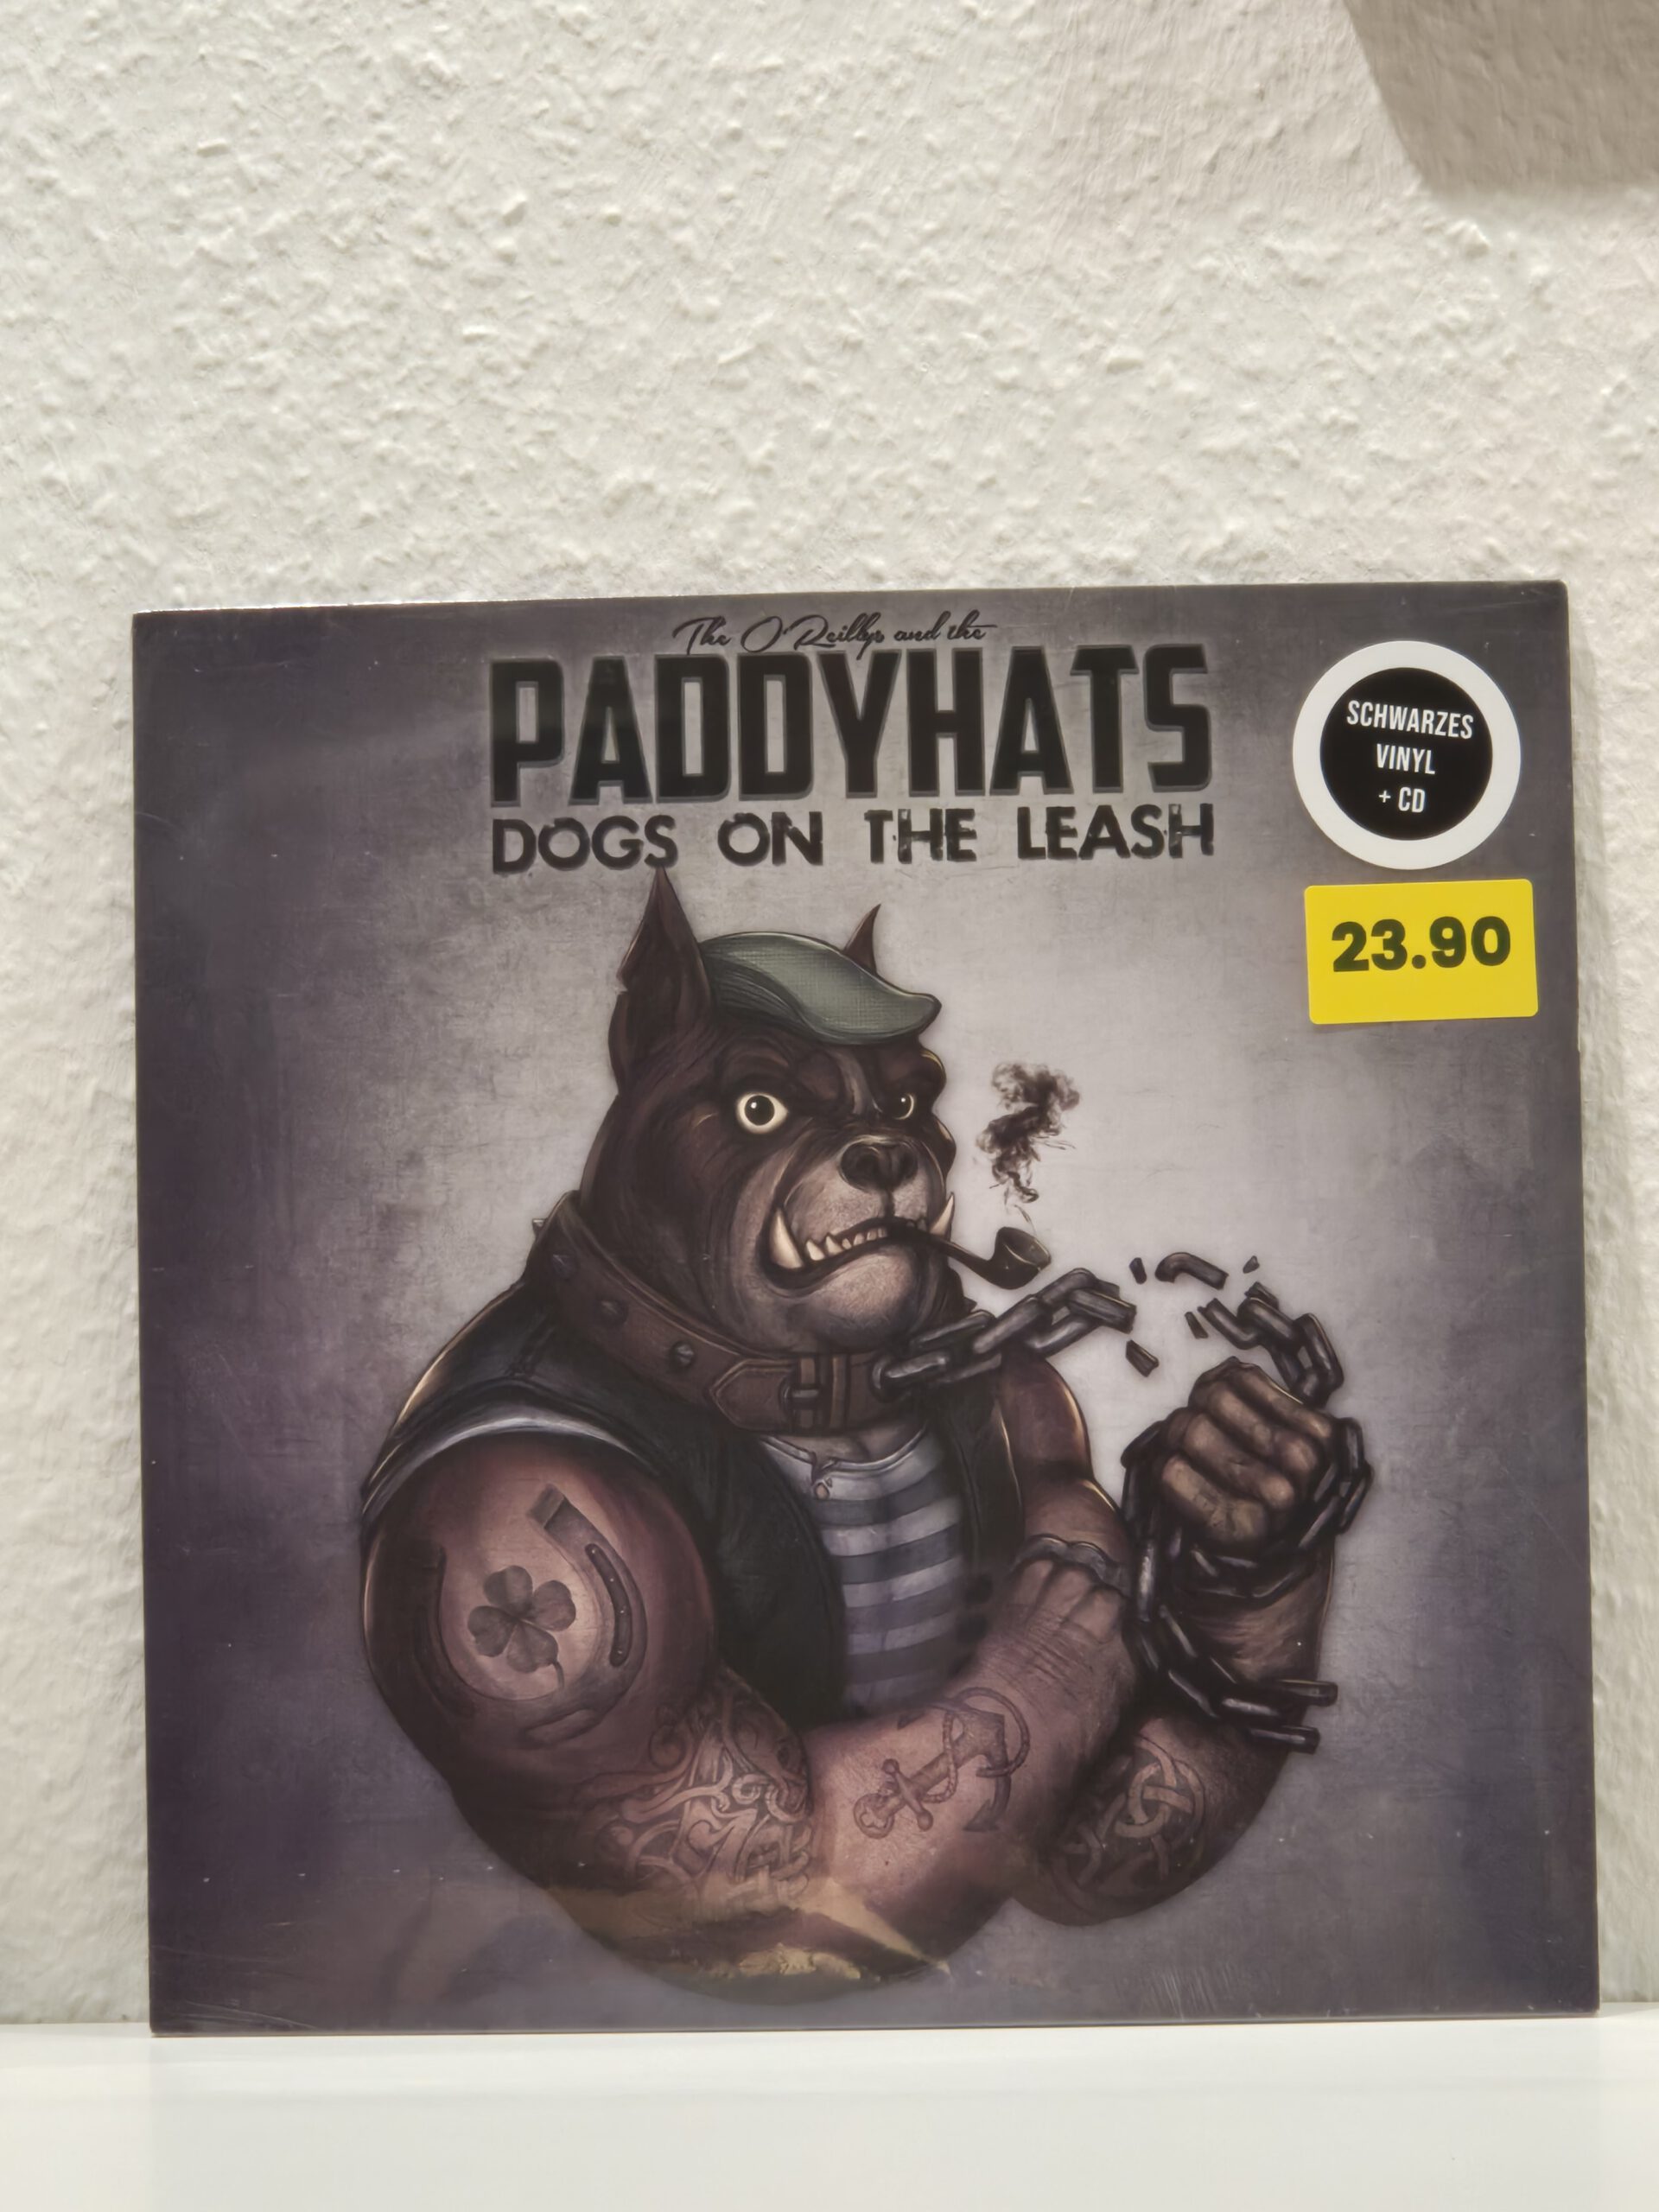 The O'Reillys and the
PADDYHATS
DOGS ON THE LEASH
SCHWARZES
VINYL
+ CD
23.90